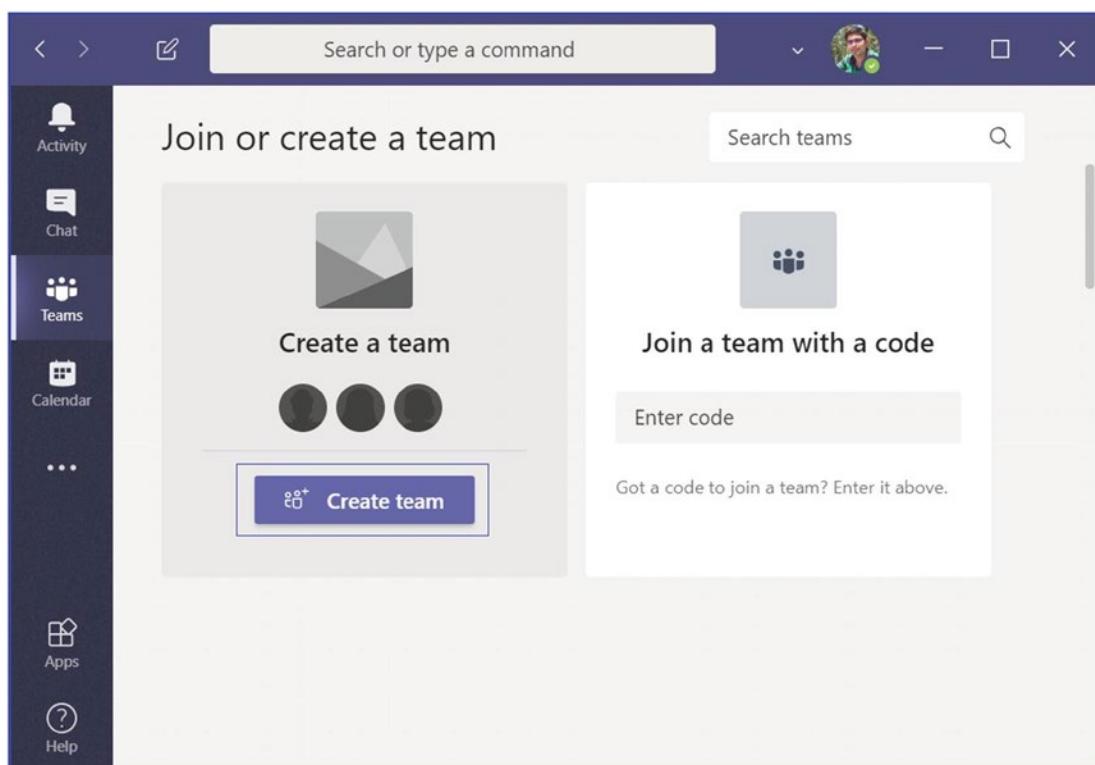 Search or type a command
Activity
Chat
Teams
Calendar
Apps
Help
Join or create a team
Search teams
Create a team
Create team
Join a team with a code
Enter code
Got a code to join a team? Enter it above.